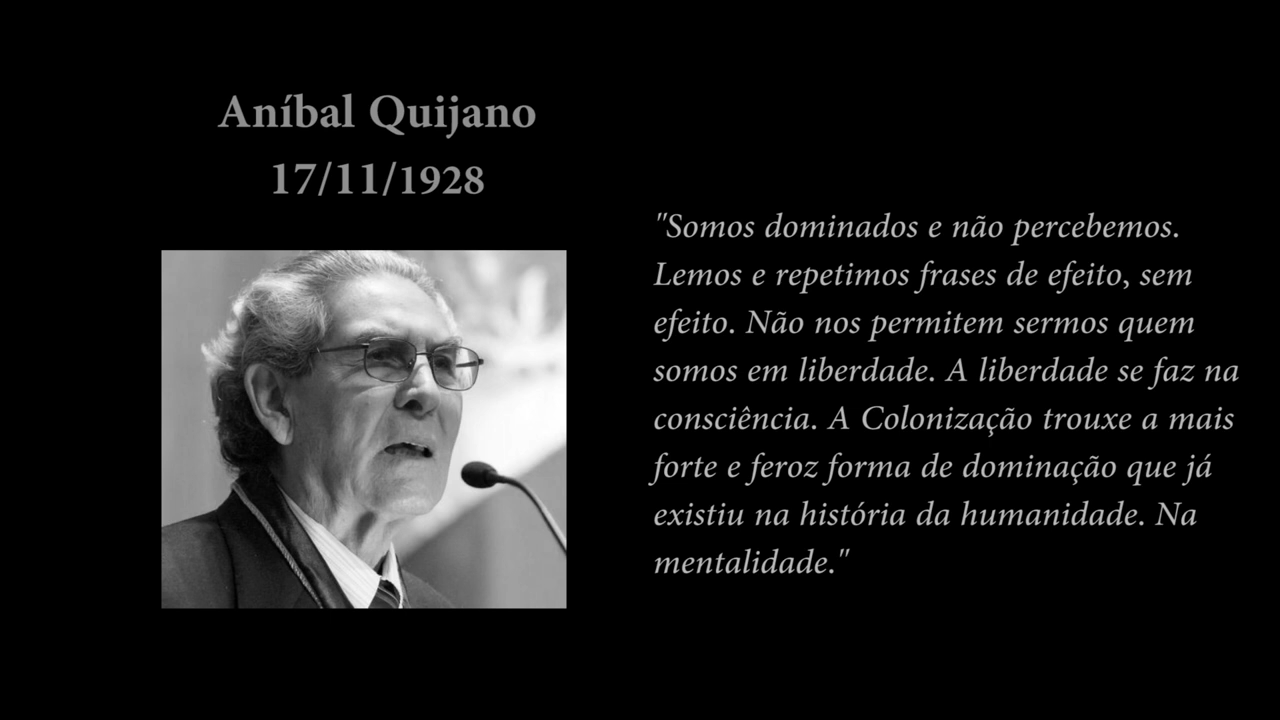 Aníbal Quijano
17/11/1928
"Somos dominados e não percebemos.
Lemos e repetimos frases de efeito, sem
efeito. Não nos permitem sermos quem
somos em liberdade. A liberdade se faz na
consciência. A Colonização trouxe a mais
forte e feroz forma de dominação que já
existiu na história da humanidade. Na
mentalidade."